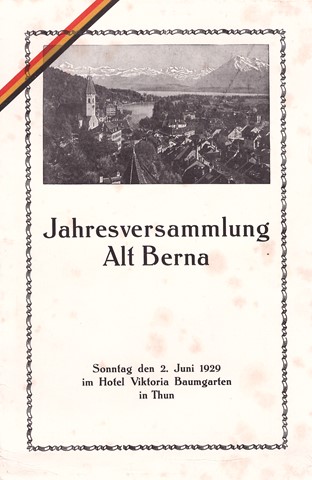 Jahresversammlung
Alt Berna
Sonntag den 2. Juni 1929
im Hotel Viktoria Baumgarten
in Thun